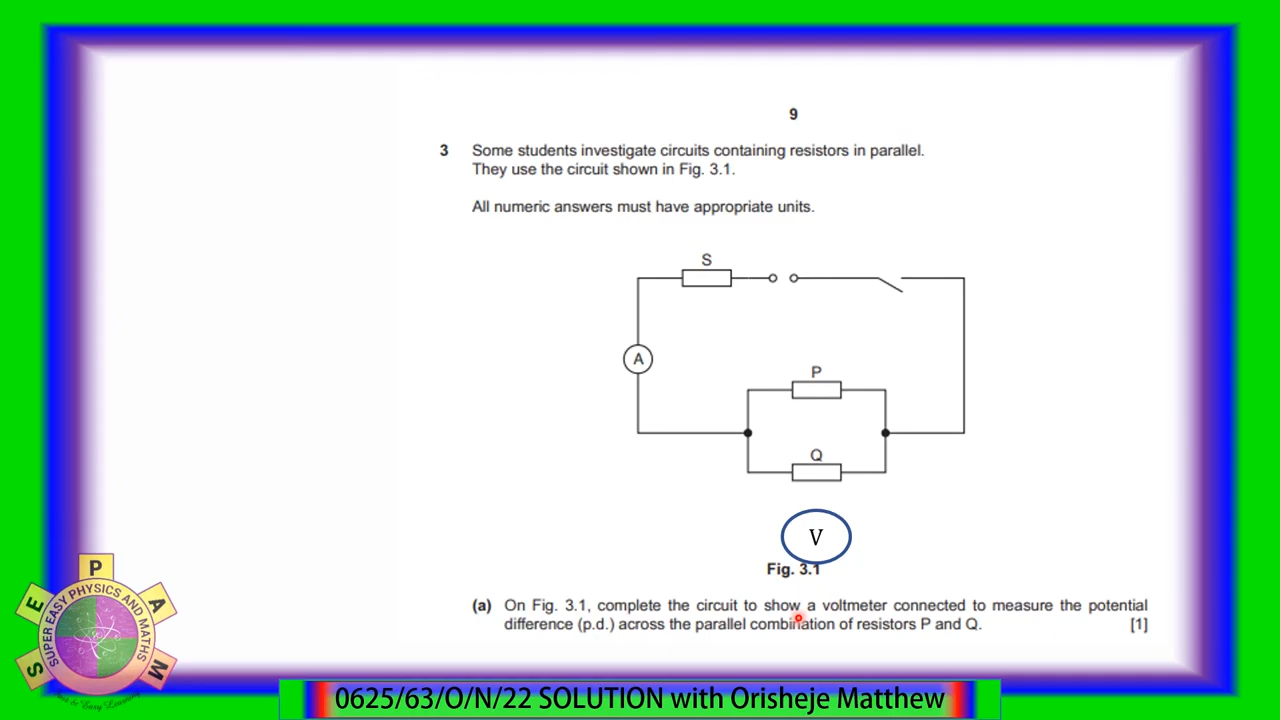 9
3 Some students investigate circuits containing resistors in parallel.
They use the circuit shown in Fig. 3.1.
All numeric answers must have appropriate units.
S
A
P
Q
V
Fig. 3.1
(a) On Fig. 3.1, complete the circuit to show a voltmeter connected to measure the potential
difference (p.d.) across the parallel combination of resistors P and Q. [1]
S E P A M
SUPER EASY PHYSICS AND MATHS
0625/63/O/N/22 SOLUTION with Orisheje Matthew